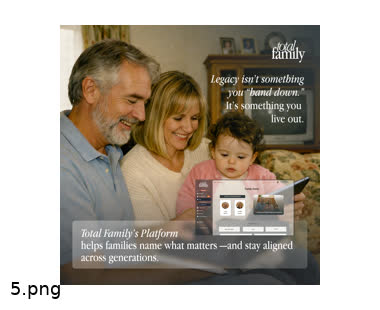 total
family
Legacy isn't something
you “hand down.”
It's something you
live out.
Total Family's Platform
helps families name what matters —and stay aligned
across generations.
5.png